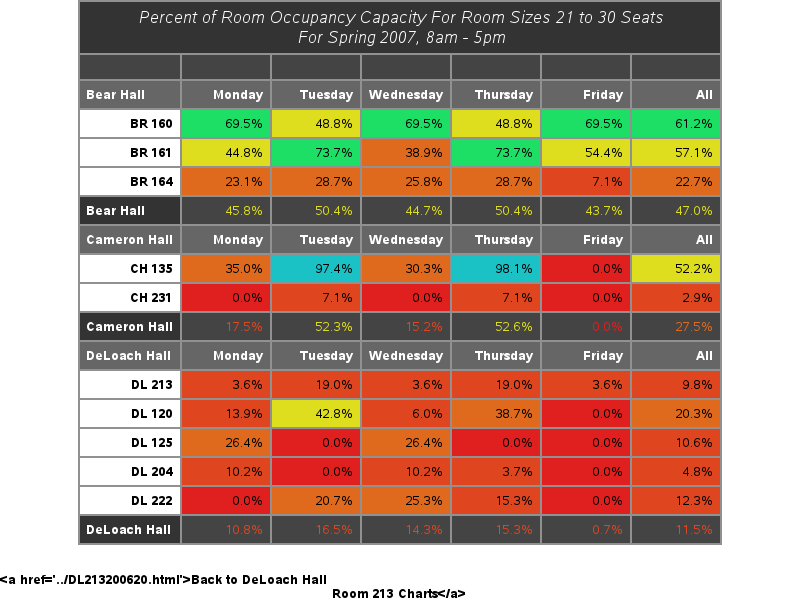 Percent of Room Occupancy Capacity For Room Sizes 21 to 30 Seats
For Spring 2007, 8am - 5pm
Bear Hall Monday Tuesday Wednesday Thursday Friday All
BR 160 69.5% 48.8% 69.5% 48.8% 69.5% 61.2%
BR 161 44.8% 73.7% 38.9% 73.7% 54.4% 57.1%
BR 164 23.1% 28.7% 25.8% 28.7% 7.1% 22.7%
Bear Hall 45.8% 50.4% 44.7% 50.4% 43.7% 47.0%
Cameron Hall Monday Tuesday Wednesday Thursday Friday All
CH 135 35.0% 97.4% 30.3% 98.1% 0.0% 52.2%
CH 231 0.0% 7.1% 0.0% 7.1% 0.0% 2.9%
Cameron Hall 17.5% 52.3% 15.2% 52.6% 0.0% 27.5%
DeLoach Hall Monday Tuesday Wednesday Thursday Friday All
DL 213 3.6% 19.0% 3.6% 19.0% 3.6% 9.8%
DL 120 13.9% 42.8% 6.0% 38.7% 0.0% 20.3%
DL 125 26.4% 0.0% 26.4% 0.0% 0.0% 10.6%
DL 204 10.2% 0.0% 10.2% 3.7% 0.0% 4.8%
DL 222 0.0% 20.7% 25.3% 15.3% 0.0% 12.3%
DeLoach Hall 10.8% 16.5% 14.3% 15.3% 0.7% 11.5%
<a href='../DL213200620.html'>Back to DeLoach Hall
Room 213 Charts</a>